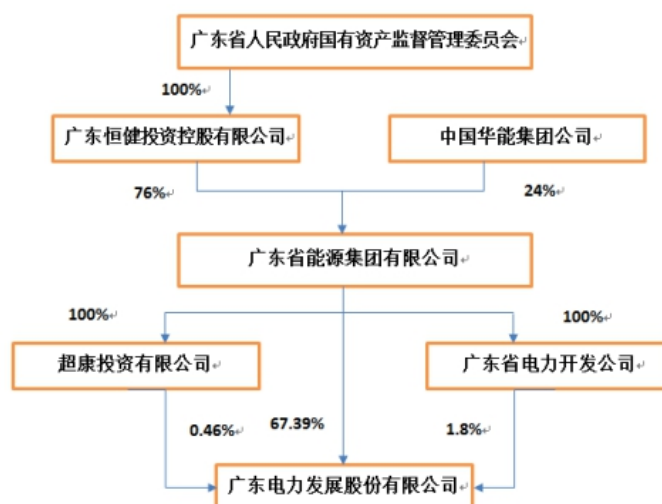 广东省人民政府国有资产监督管理委员会
100%
广东恒健投资控股有限公司
中国华能集团公司
76%
24%
广东省能源集团有限公司
100%
100%
超康投资有限公司
广东省电力开发公司
0.46%
67.39%
1.8%
广东电力发展股份有限公司